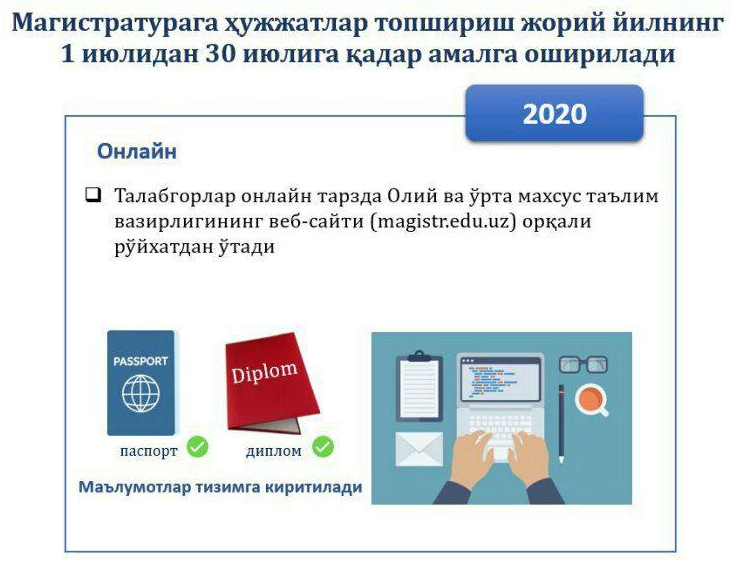 Магистратурага ҳужжатлар топшириш жорий йилнинг
1 июлидан 30 июлига қадар амалга оширилади
2020
Онлайн
Талабгорлар онлайн тарзда Олий ва ўрта махсус таълим
вазирлигининг веб-сайти (magistr.edu.uz) орқали
рўйхатдан ўтади
PASSPORT
Diplom
паспорт
диплом
Маълумотлар тизимга киритилади